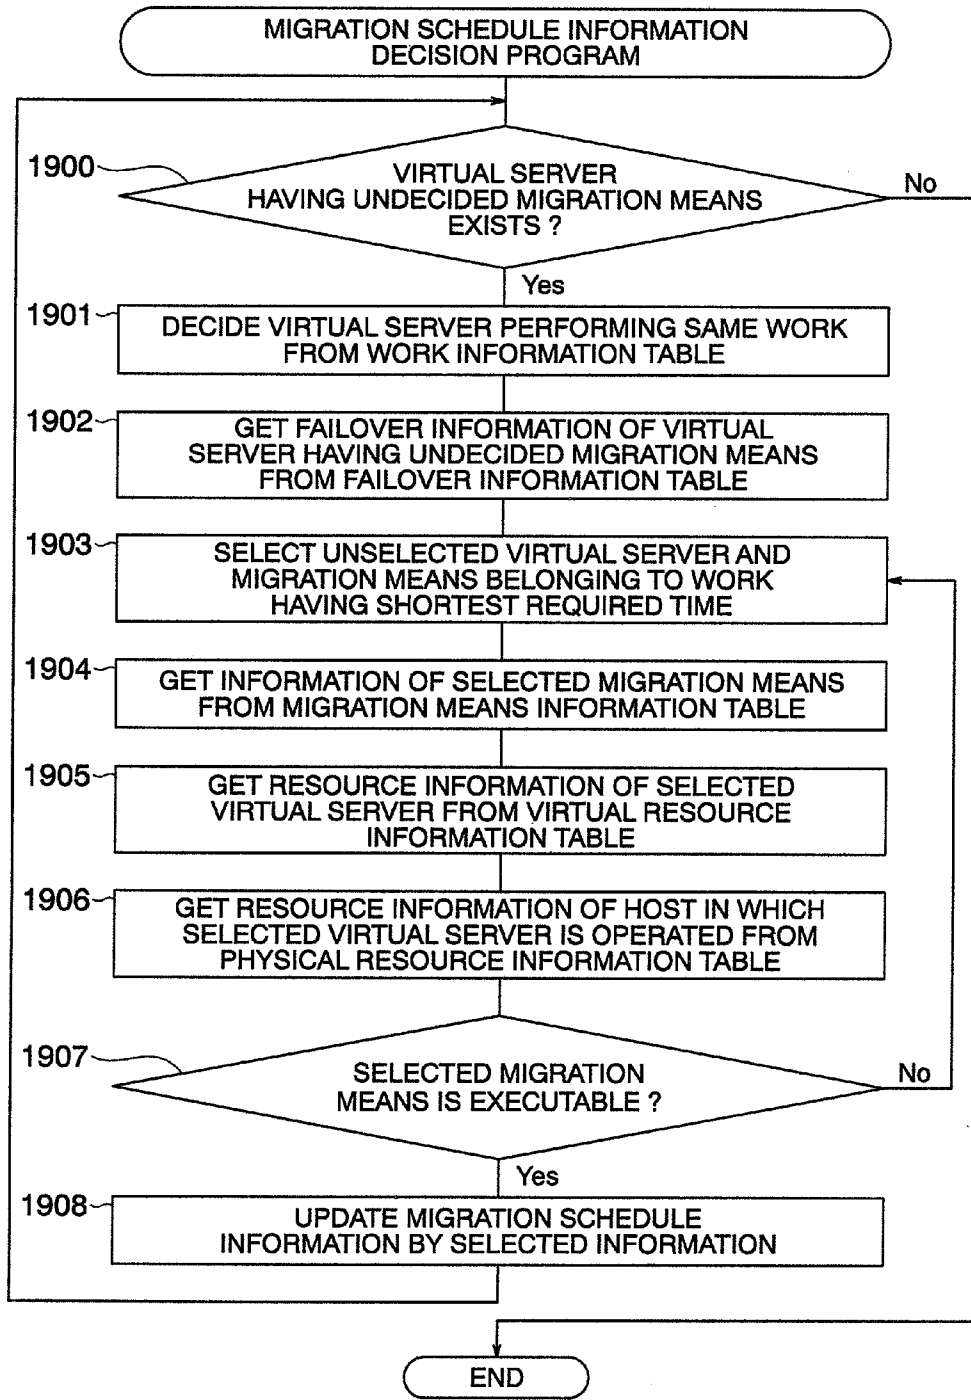 MIGRATION SCHEDULE INFORMATION
DECISION PROGRAM
1900
VIRTUAL SERVER
HAVING UNDECIDED MIGRATION MEANS
EXISTS ?
No
Yes
1901
DECIDE VIRTUAL SERVER PERFORMING SAME WORK
FROM WORK INFORMATION TABLE
1902
GET FAILOVER INFORMATION OF VIRTUAL
SERVER HAVING UNDECIDED MIGRATION MEANS
FROM FAILOVER INFORMATION TABLE
1903
SELECT UNSELECTED VIRTUAL SERVER AND
MIGRATION MEANS BELONGING TO WORK
HAVING SHORTEST REQUIRED TIME
1904
GET INFORMATION OF SELECTED MIGRATION MEANS
FROM MIGRATION MEANS INFORMATION TABLE
1905
GET RESOURCE INFORMATION OF SELECTED
VIRTUAL SERVER FROM VIRTUAL RESOURCE
INFORMATION TABLE
1906
GET RESOURCE INFORMATION OF HOST IN WHICH
SELECTED VIRTUAL SERVER IS OPERATED FROM
PHYSICAL RESOURCE INFORMATION TABLE
1907
SELECTED MIGRATION
MEANS IS EXECUTABLE ?
No
Yes
1908
UPDATE MIGRATION SCHEDULE
INFORMATION BY SELECTED INFORMATION
END